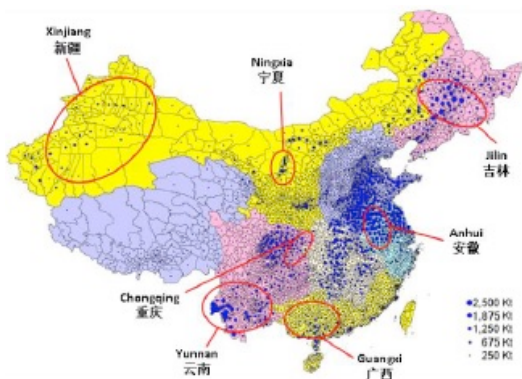 Xinjiang
新疆
Ningxia
宁夏
Jilin
吉林
Anhui
安徽
Chongqing
重庆
Yunnan
云南
Guangxi
广西
2,500 Kt
1,875 Kt
1,250 Kt
675 Kt
250 Kt